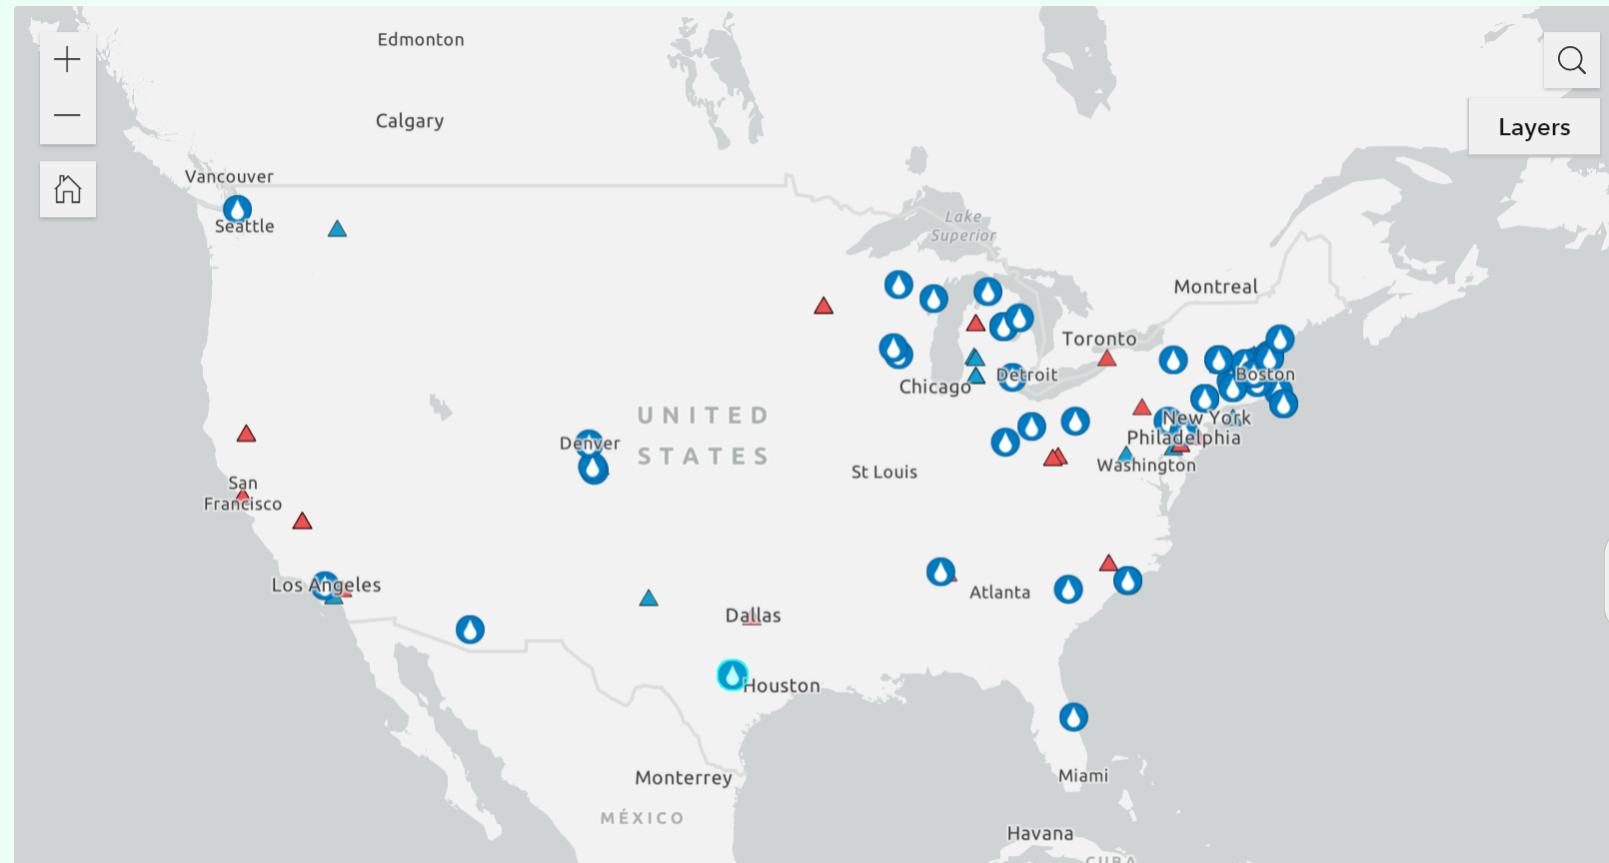 Edmonton
Calgary
Layers
Vancouver
Seattle
Lake
Superior
Montreal
Toronto
Chicago
Detroit
Boston
UNITED
STATES
Denver
New York
Philadelphia
Washington
St Louis
San
Francisco
Los Angeles
Atlanta
Dallas
Houston
Monterrey
Miami
MÉXICO
Havana
CUBA